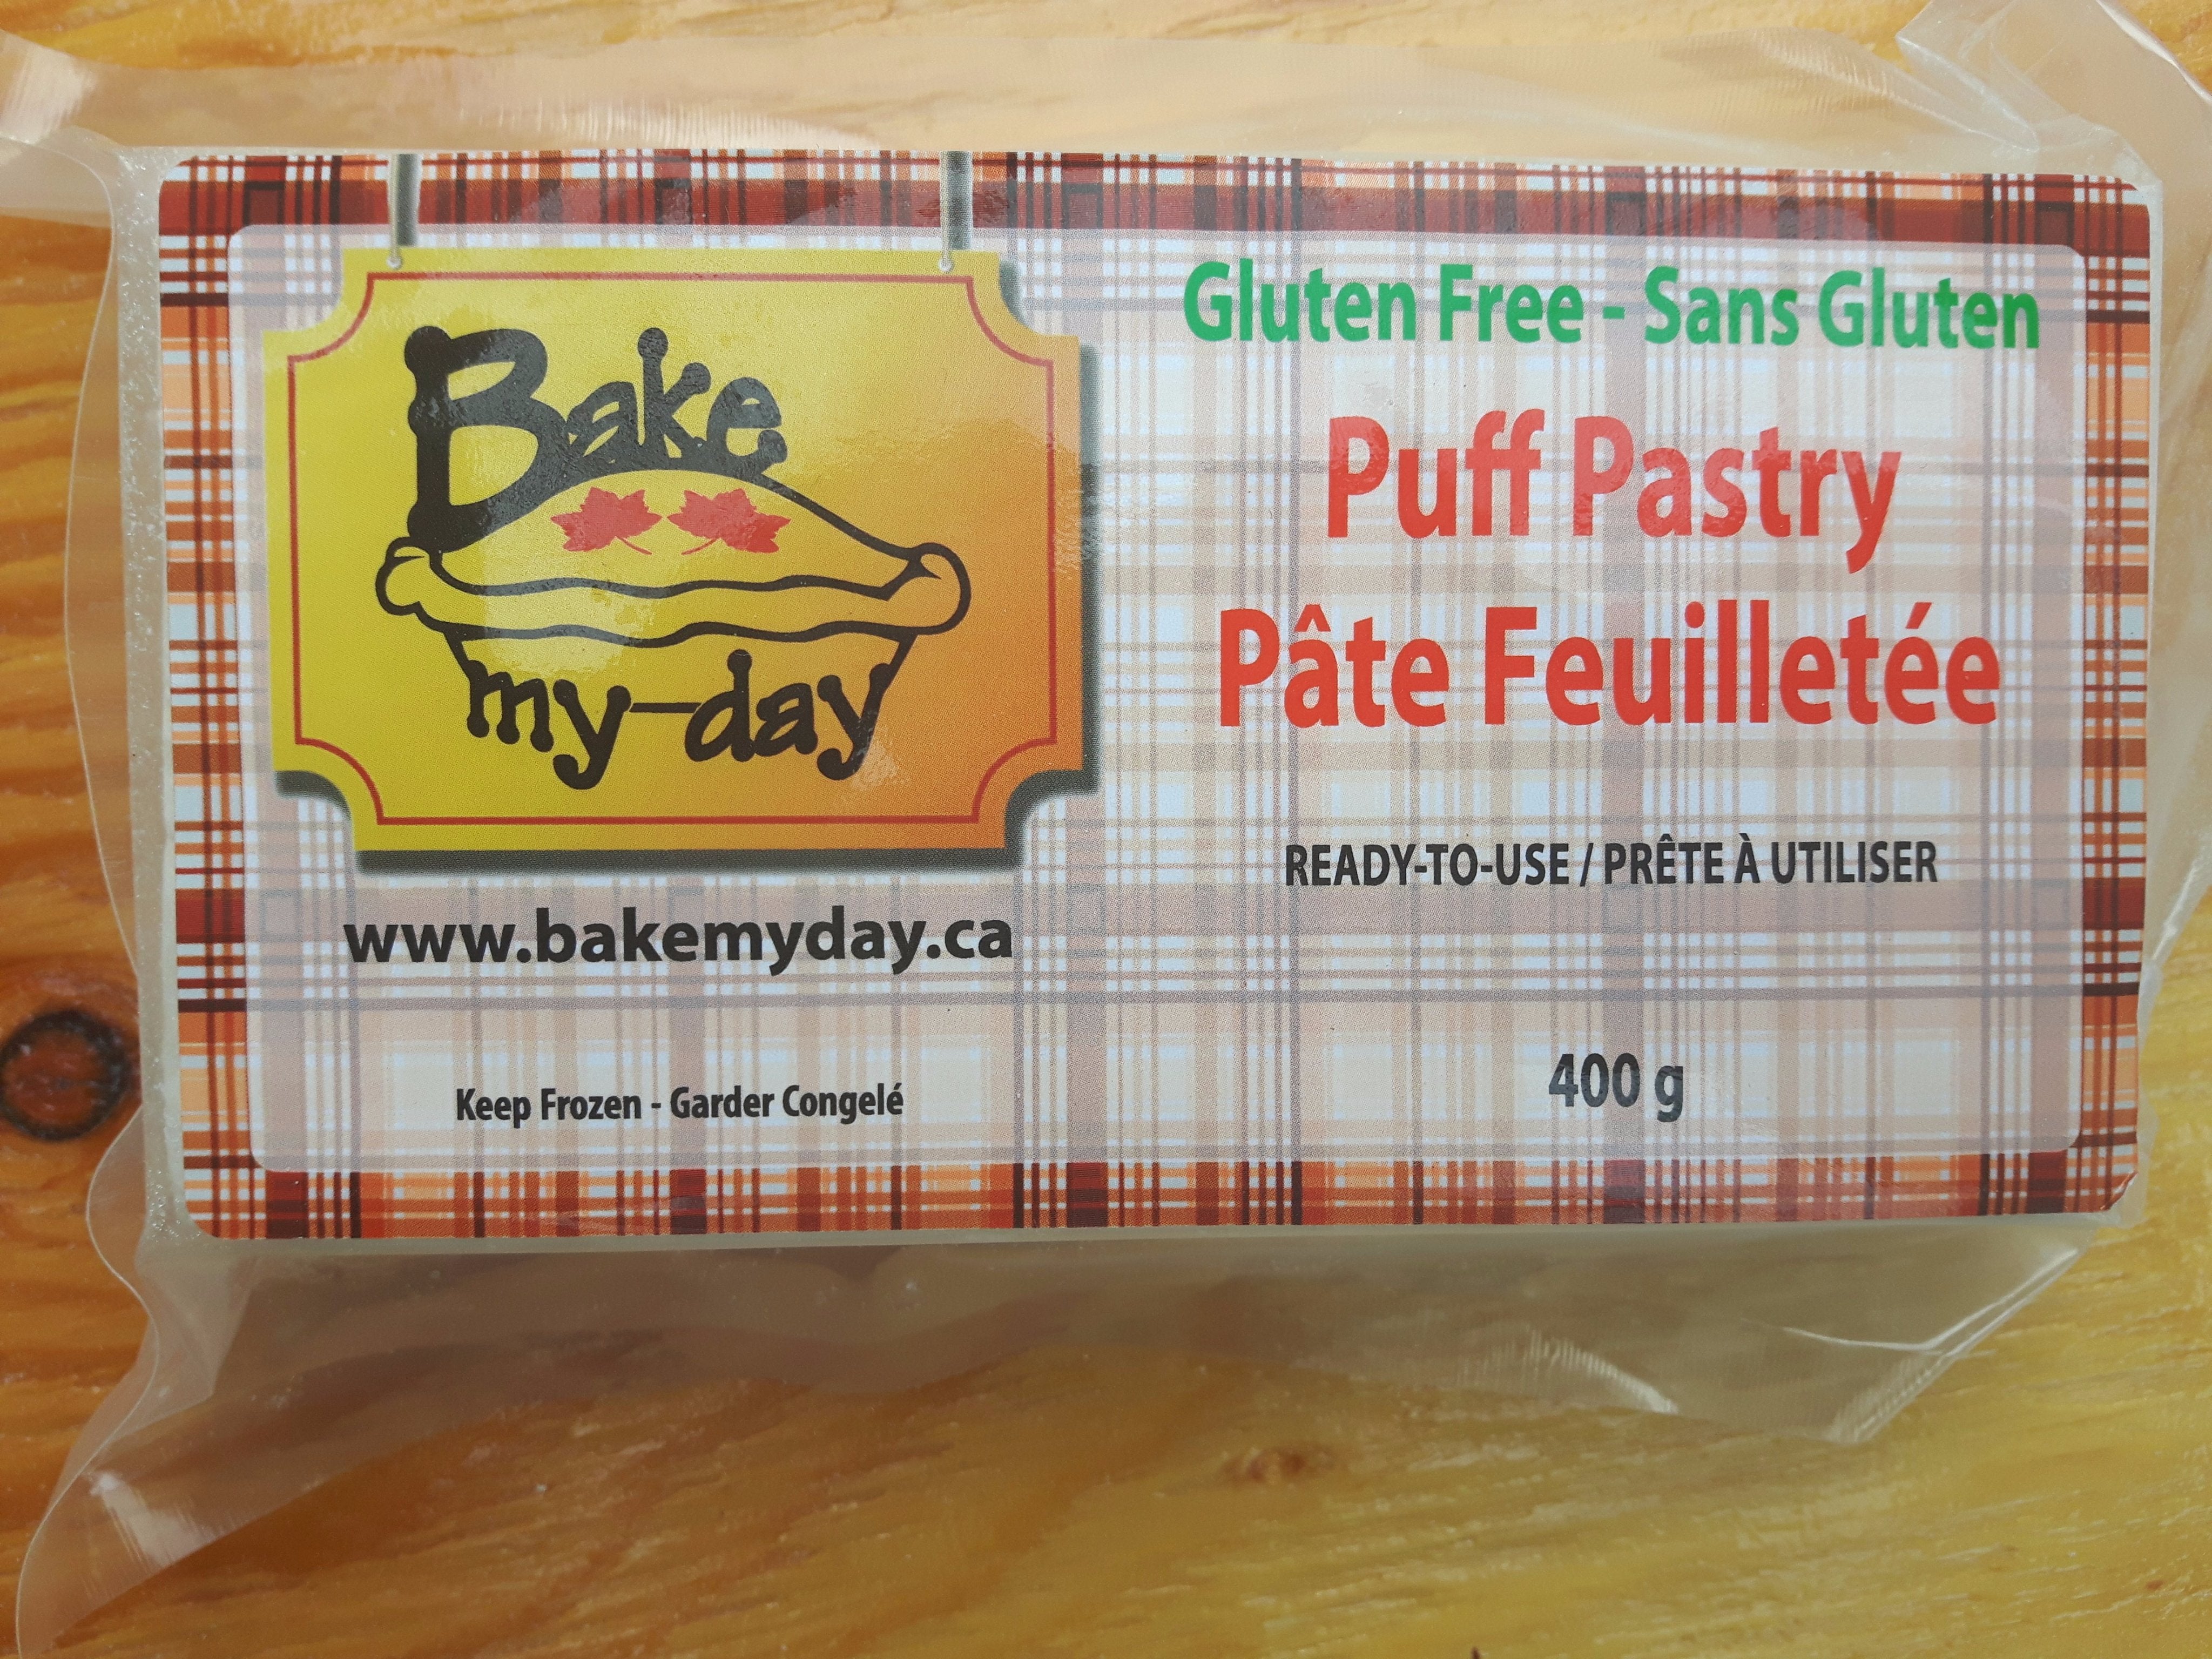 Bake
my-day
www.bakemyday.ca
Keep Frozen - Garder Congelé
Gluten Free - Sans Gluten
Puff Pastry
Pâte Feuilletée
READY-TO-USE / PRÊTE À UTILISER
400 g